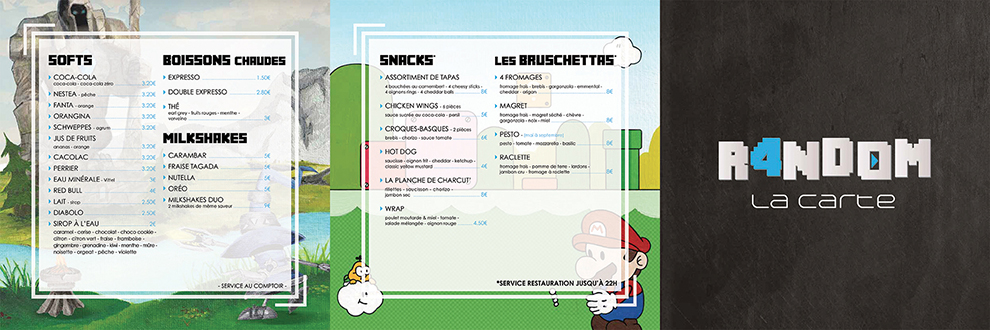 SOFTS
COCA-COLA
coca-cola - coca-cola zéro 3.20€
NESTEA - pêche 3.20€
FANTA - orange 3.20€
ORANGINA 3.20€
SCHWEPPES - agrum 3.20€
JUS DE FRUITS
ananas - orange 3.20€
CACOLAC 3.20€
PERRIER 3.20€
EAU MINÉRALE - Vittel 3€
RED BULL 4€
LAIT - shop 2.50€
DIABOLO 2.50€
SIROP À L'EAU 2€
caramel - cerise - chocolat - choco cookie -
citron - citron vert - fraise - framboise -
gingembre - grenadine - kiwi - menthe - mûre -
noisette - orgeat - pêche - violette
BOISSONS CHAUDES
EXPRESSO 1.50€
DOUBLE EXPRESSO 2.80€
THÉ
earl grey - fruits rouges - menthe -
verveine 3€
MILKSHAKES
CARAMBAR 5€
FRAISE TAGADA 5€
NUTELLA 5€
ORÉO 5€
MILKSHAKES DUO
2 milkshakes de même saveur 9€
- SERVICE AU COMPTOIR -
SNACKS*
ASSORTIMENT DE TAPAS
4 bouchées au camembert - 4 cheesy sticks -
4 oignons rings - 4 cheddar balls 8€
CHICKEN WINGS - 8 pièces
sauce sucrée au coca-cola - persil 5€
CROQUES-BASQUES - 2 pièces
brebis - chorizo - sauce tomate 6€
HOT DOG
saucisse - oignon frit - cheddar - ketchup -
classic yellow mustard 4€
LA PLANCHE DE CHARCUT'
rillettes - saucisson - chorizo -
jambon sec 8€
WRAP
poulet moutarde & miel - tomate -
salade mélangée - oignon rouge 4,50€
LES BRUSCHETTAS*
4 FROMAGES
fromage frais - brebis - gorgonzola - emmental -
cheddar - origan 8€
MAGRET
fromage frais - magret séché - chèvre -
gorgonzola - noix - miel 8€
PESTO -
pesto - tomate - mozzarella - basilic 8€
RACLETTE
fromage frais - pomme de terre - lardons -
jambon cru - fromage à raclette 8€
*SERVICE RESTAURATION JUSQU'À 22H
M
R4NDOM
LA CARTE